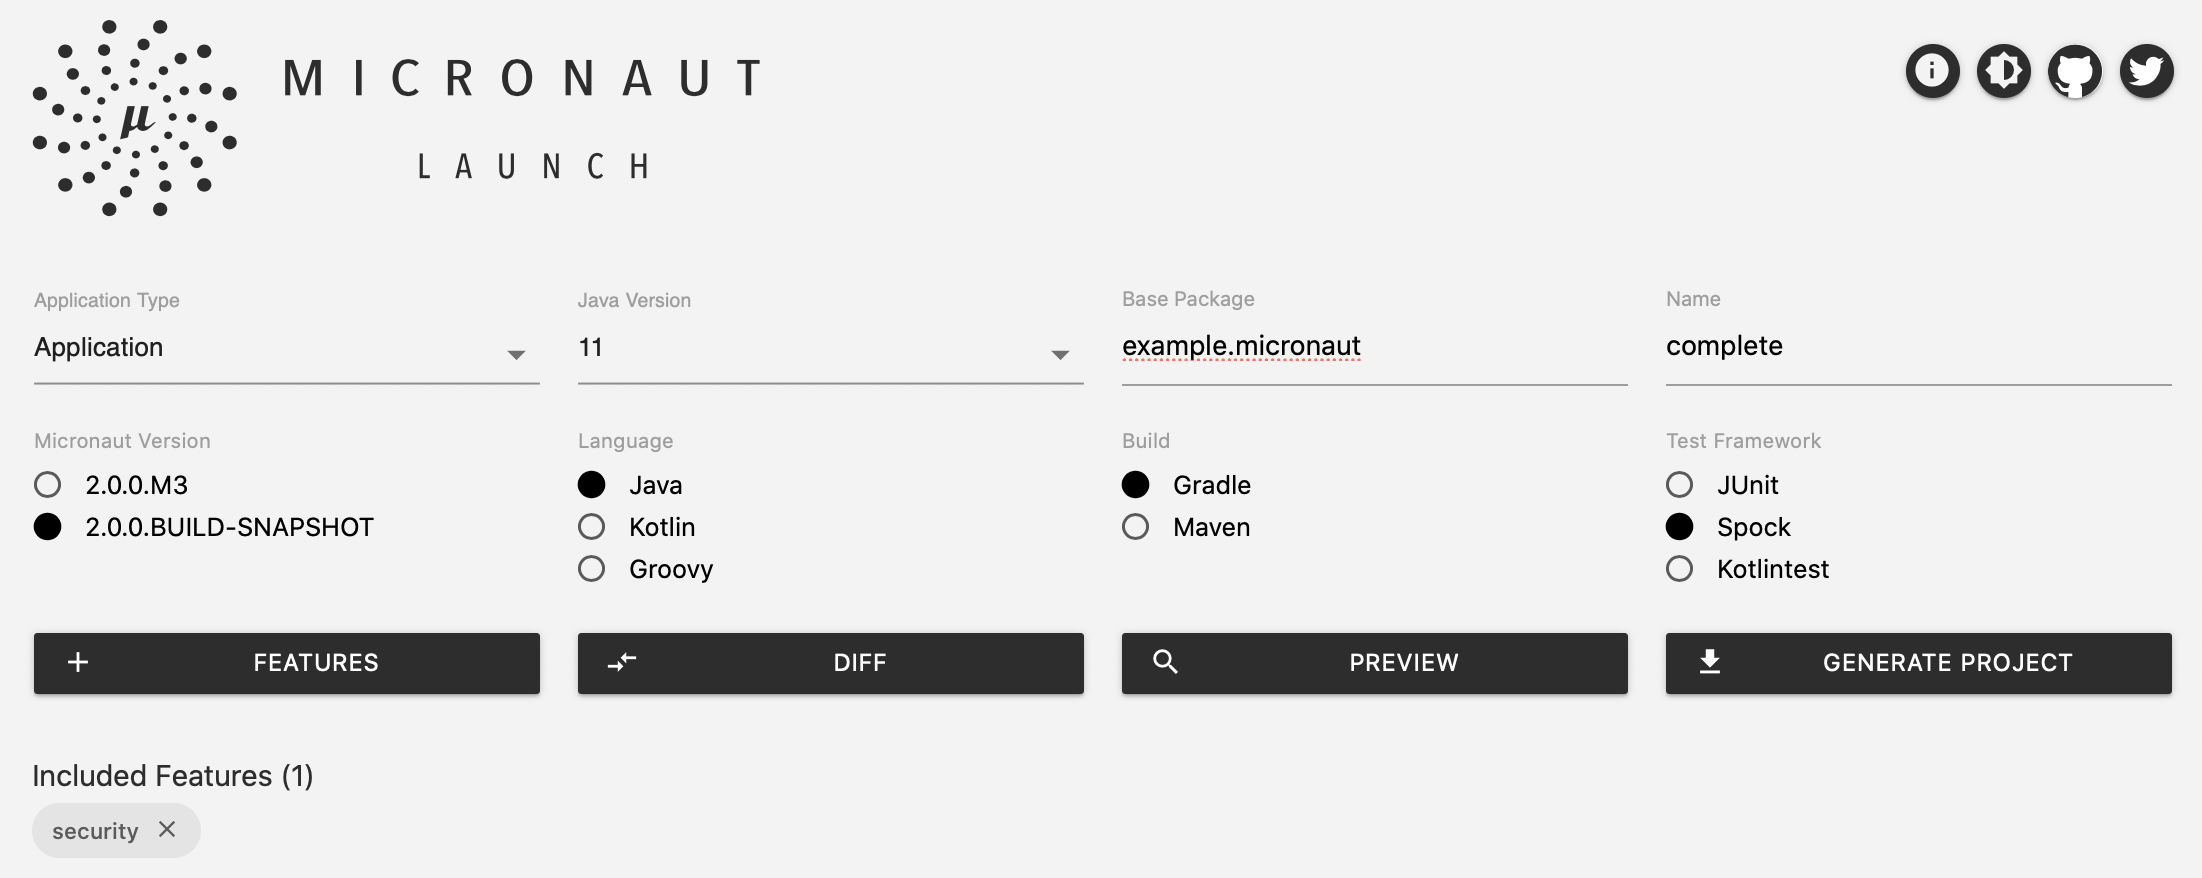 μ
MICRONAUT
LAUNCH
Application Type
Application
Java Version
11
Base Package
example.micronaut
Name
complete
Micronaut Version
2.0.0.M3
2.0.0.BUILD-SNAPSHOT
Language
Java
Kotlin
Groovy
Build
Gradle
Maven
Test Framework
JUnit
Spock
Kotlintest
FEATURES
DIFF
PREVIEW
GENERATE PROJECT
Included Features (1)
security